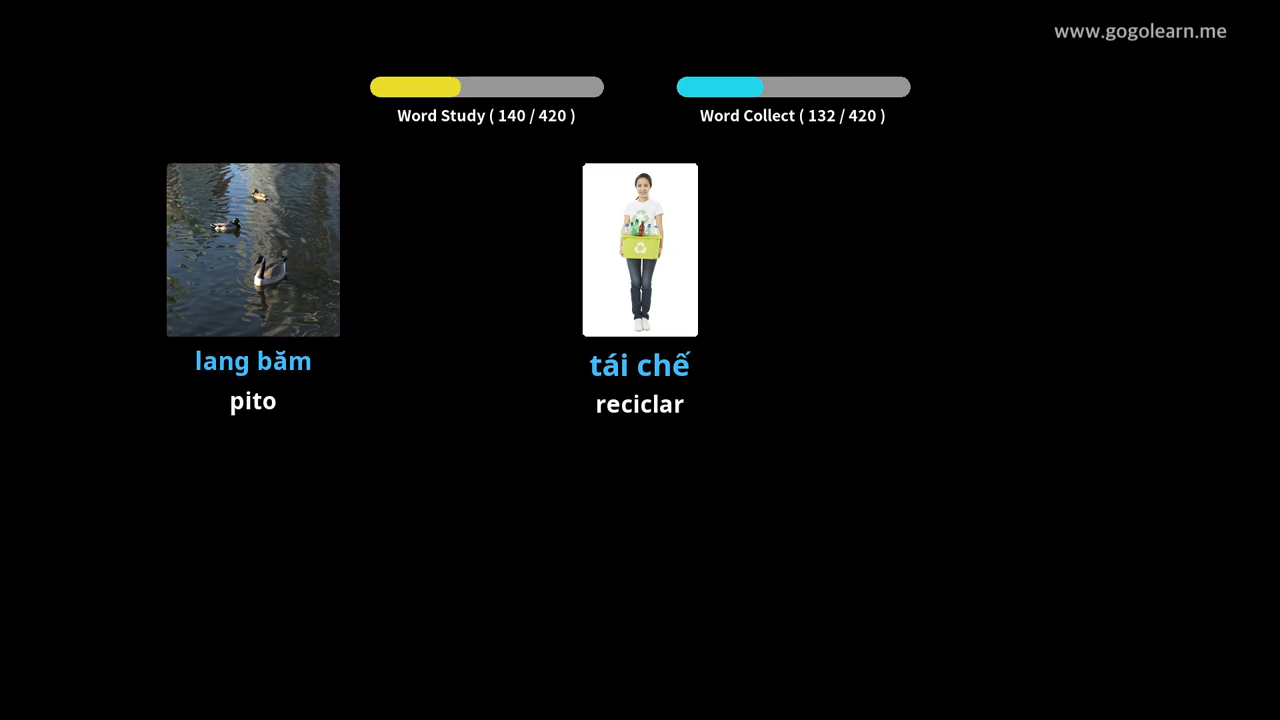 www.gogolearn.me
Word Study ( 140 / 420 )
Word Collect ( 132 / 420 )
lang băm
pito
tái chế
reciclar